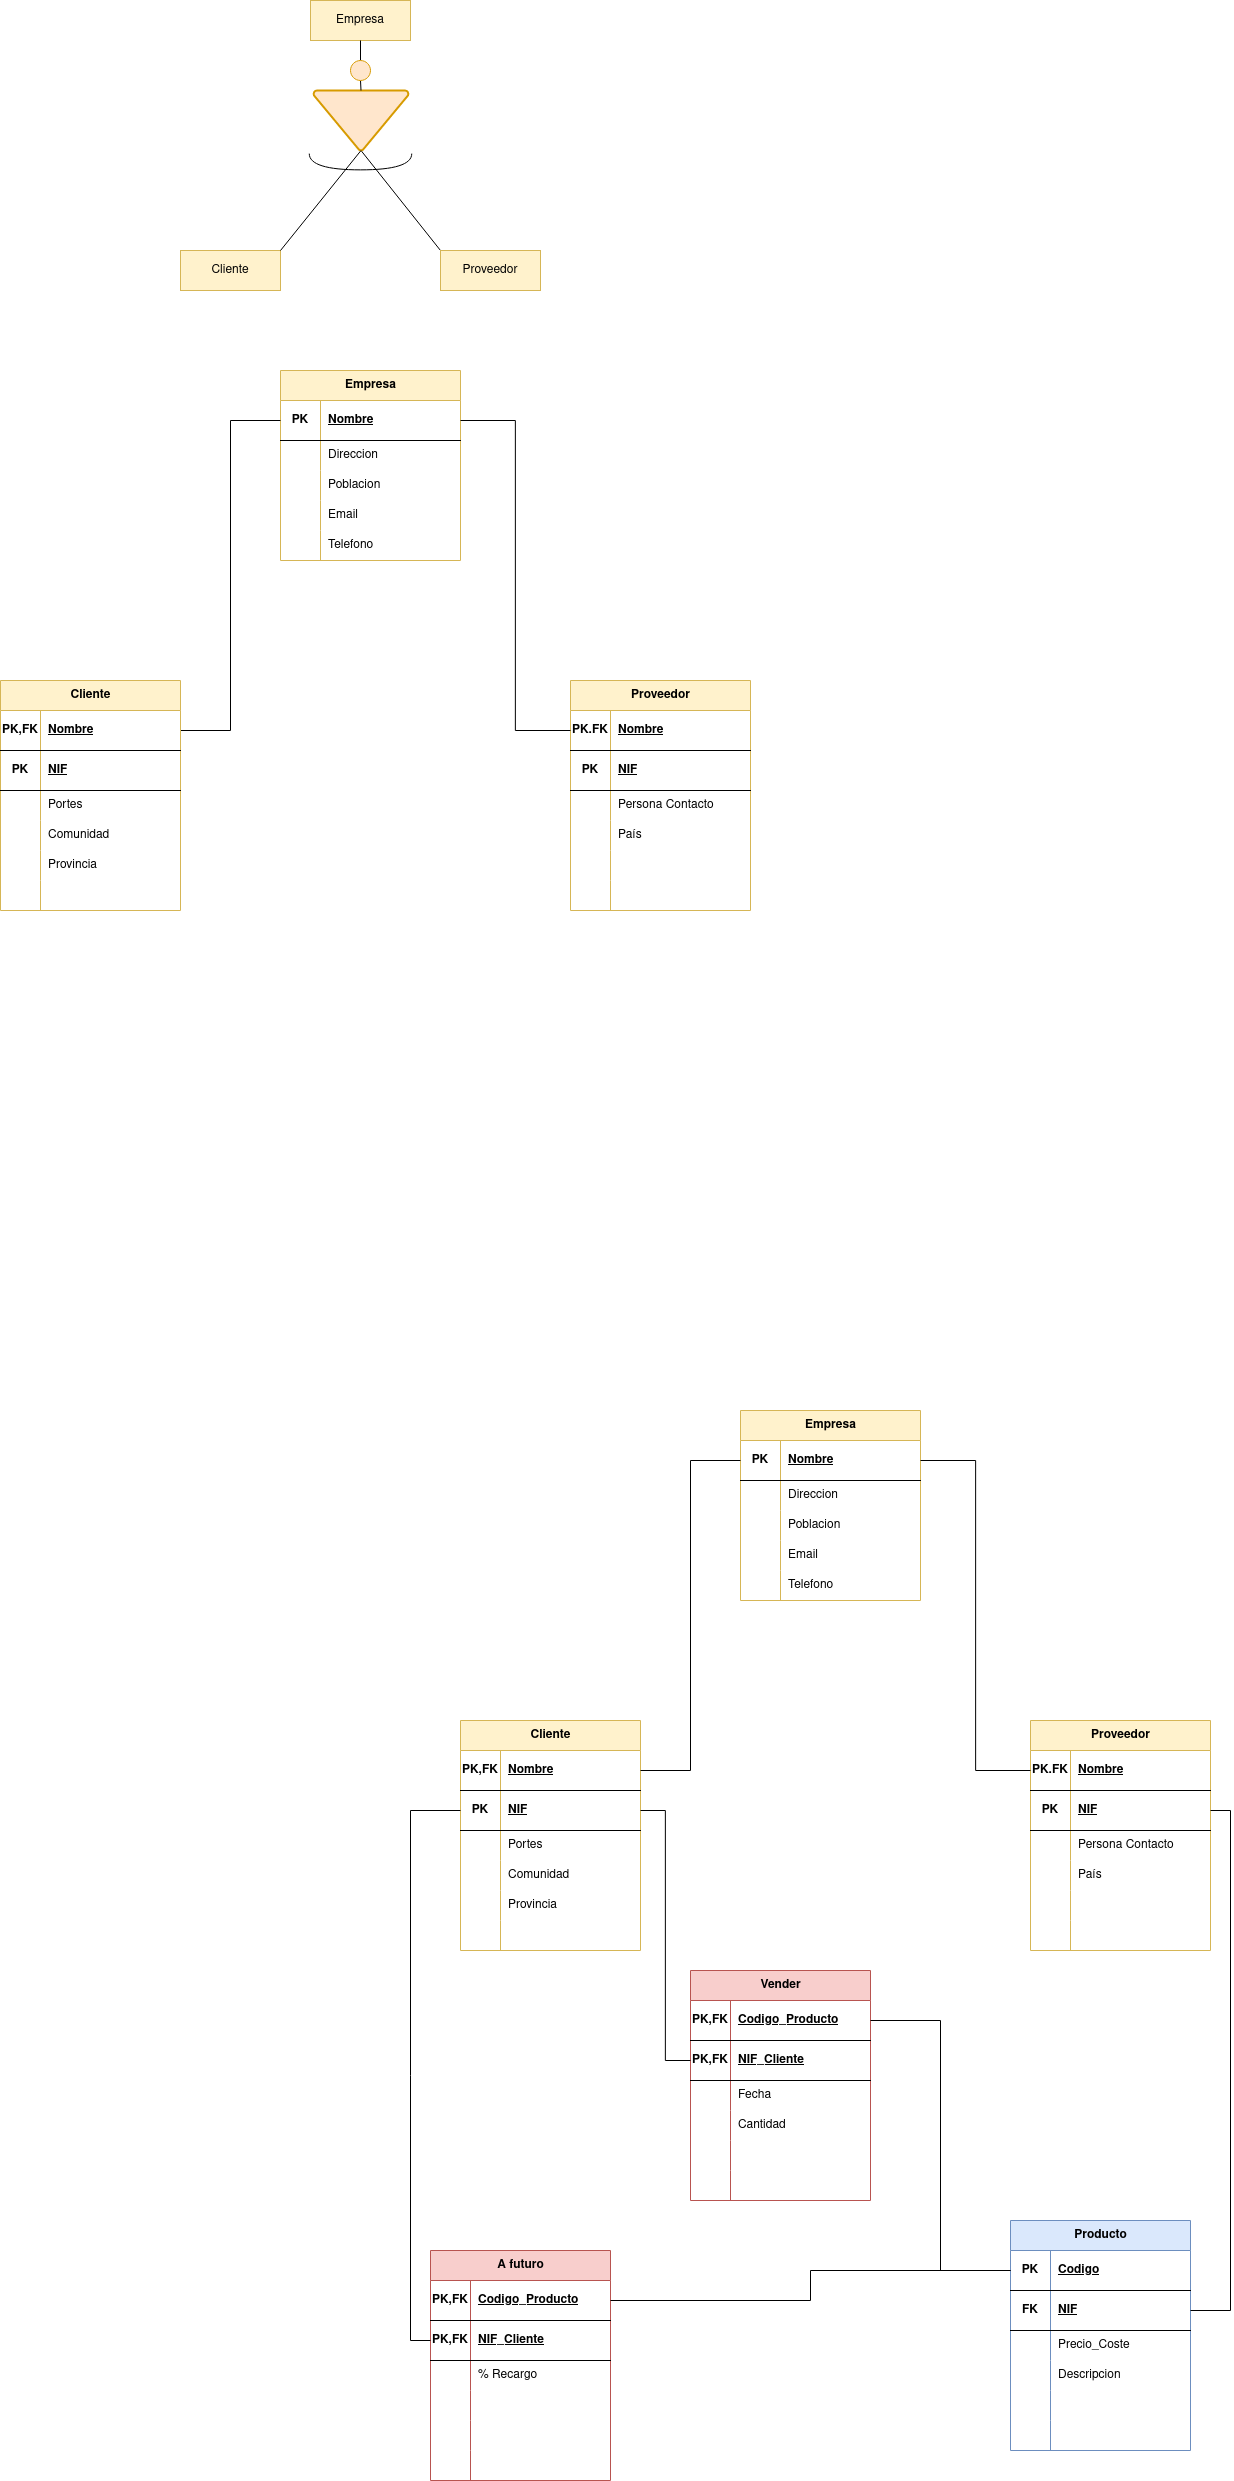 Empresa
Cliente
Proveedor
Empresa
PK Nombre
Direccion
Poblacion
Email
Telefono
Cliente
PK,FK Nombre
PK NIF
Portes
Comunidad
Provincia
Proveedor
PK.FK Nombre
PK NIF
Persona Contacto
País
Empresa
PK Nombre
Direccion
Poblacion
Email
Telefono
Cliente
PK,FK Nombre
PK NIF
Portes
Comunidad
Provincia
Proveedor
PK.FK Nombre
PK NIF
Persona Contacto
País
Vender
PK,FK Codigo_Producto
PK,FK NIF_Cliente
Fecha
Cantidad
A futuro
PK,FK Codigo_Producto
PK,FK NIF_Cliente
% Recargo
Producto
PK Codigo
FK NIF
Precio_Coste
Descripcion